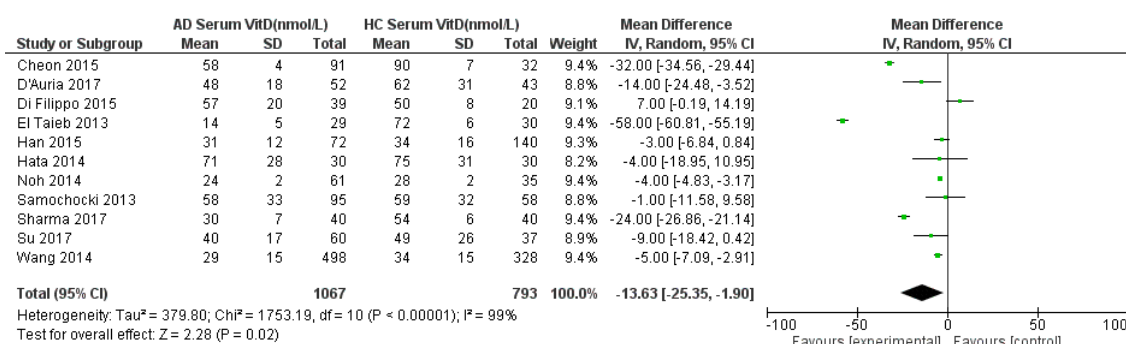 AD Serum VitD(nmol/L) HC Serum VitD(nmol/L) Mean Difference Mean Difference
Study or Subgroup Mean SD Total Mean SD Total Weight IV, Random, 95% CI IV, Random, 95% CI
Cheon 2015 58 4 91 90 7 32 9.4% -32.00 [-34.56, -29.44]
D'Auria 2017 48 18 52 62 31 43 8.8% -14.00 [-24.48, -3.52]
Di Filippo 2015 57 20 39 50 8 20 9.1% 7.00 [-0.19, 14.19]
El Taieb 2013 14 5 29 72 6 30 9.4% -58.00 [-60.81, -55.19]
Han 2015 31 12 72 34 16 140 9.3% -3.00 [-6.84, 0.84]
Hata 2014 71 28 30 75 31 30 8.2% -4.00 [-18.95, 10.95]
Noh 2014 24 2 61 28 2 35 9.4% -4.00 [-4.83, -3.17]
Samochocki 2013 58 33 95 59 32 58 8.8% -1.00 [-11.58, 9.58]
Sharma 2017 30 7 40 54 6 40 9.4% -24.00 [-26.86, -21.14]
Su 2017 40 17 60 49 26 37 8.9% -9.00 [-18.42, 0.42]
Wang 2014 29 15 498 34 15 328 9.4% -5.00 [-7.09, -2.91]
Total (95% CI) 1067 793 100.0% -13.63 [-25.35, -1.90]
Heterogeneity: Tau² = 379.80; Chi² = 1753.19, df = 10 (P < 0.00001); I² = 99%
Test for overall effect: Z = 2.28 (P = 0.02)
-100 -50 0 50 100
Favours [experimental] Favours [control]